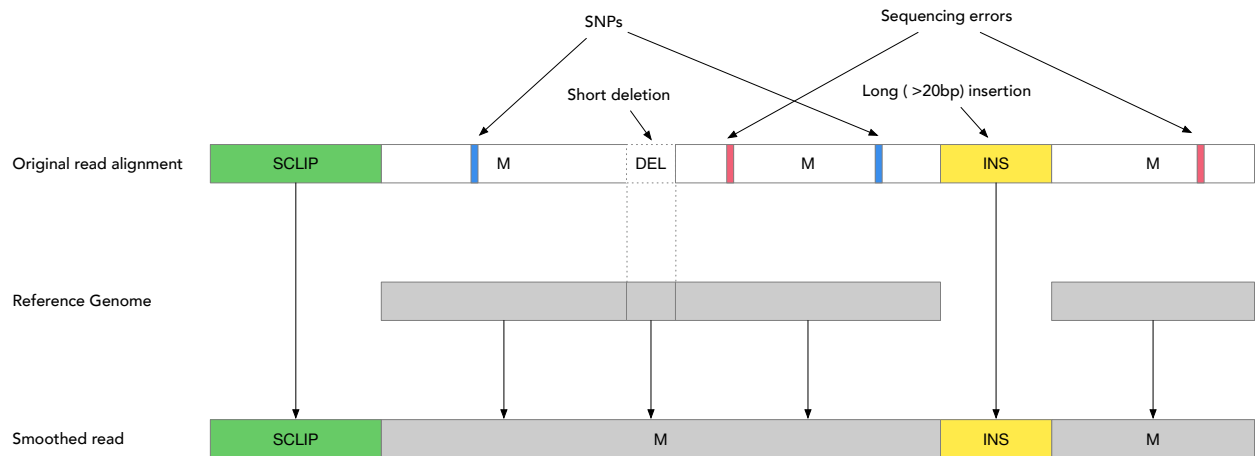 SNPs
Sequencing errors
Short deletion
Long ( >20bp) insertion
Original read alignment
SCLIP
M
DEL
M
INS
M
Reference Genome
Smoothed read
SCLIP
M
INS
M